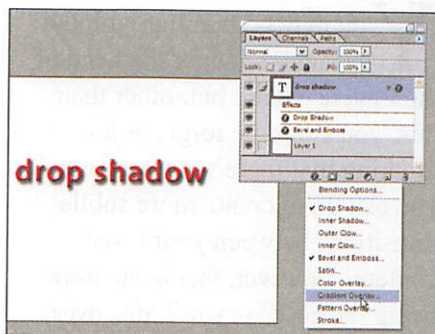 Layers Channels Paths
Normal Opacity: 100%
Lock: Fill: 100%
T drop shadow
Effects
Drop Shadow
Bevel and Emboss
Layer 1
drop shadow
Blending Options...
Drop Shadow...
Inner Shadow...
Outer Glow...
Inner Glow...
Bevel and Emboss...
Satin...
Color Overlay...
Gradient Overlay...
Pattern Overlay...
Stroke...